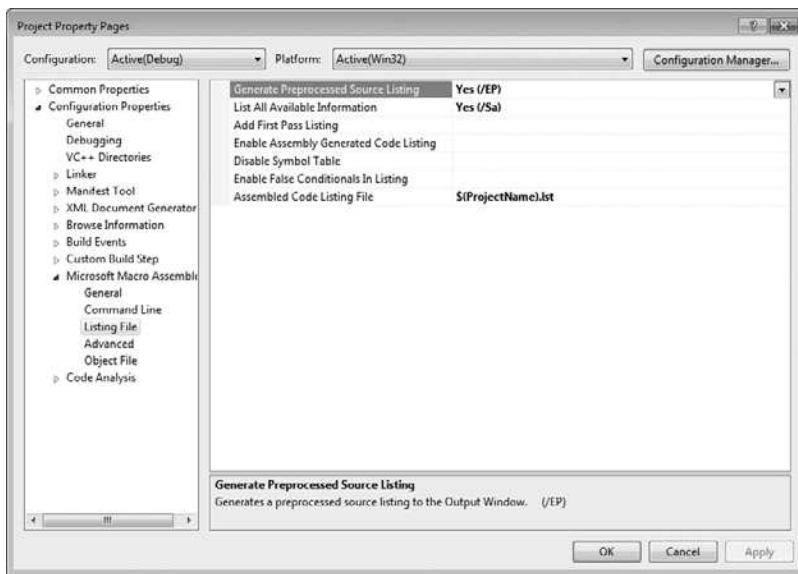 Project Property Pages
Configuration: Active(Debug) Platform: Active(Win32) Configuration Manager...
Common Properties
Configuration Properties
General
Debugging
VC++ Directories
Linker
Manifest Tool
XML Document Generator
Browse Information
Build Events
Custom Build Step
Microsoft Macro Assemble
General
Command Line
Listing File
Advanced
Object File
Code Analysis
Generate Preprocessed Source Listing Yes (/EP)
List All Available Information Yes (/Sa)
Add First Pass Listing
Enable Assembly Generated Code Listing
Disable Symbol Table
Enable False Conditionals In Listing
Assembled Code Listing File $(ProjectName).lst
Generate Preprocessed Source Listing
Generates a preprocessed source listing to the Output Window. (/EP)
OK Cancel Apply